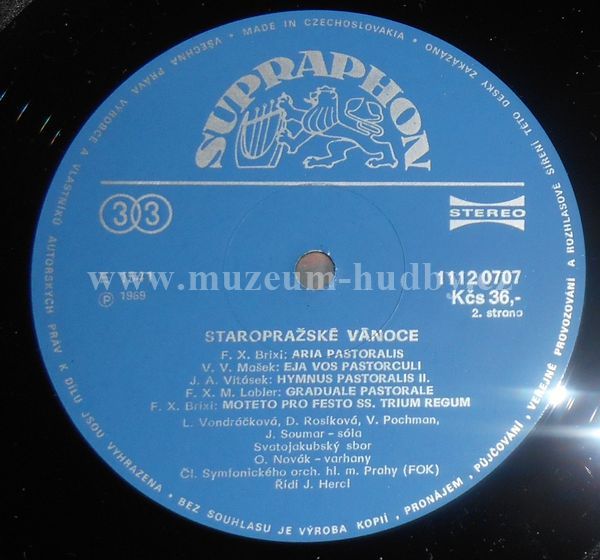 MADE IN CZECHOSLOVAKIA • VŠECHNA PRÁVA VÝROBCE A VLASTNÍKŮ AUTORSKÝCH PRÁV K DÍLU JSOU VYHRAZENA • BEZ SOUHLASU JE VÝROBA KOPIÍ, PRONÁJEM, PŮJČOVÁNÍ, VEŘEJNÉ PROVOZOVÁNÍ A ROZHLASOVÉ ŠÍŘENÍ TÉTO DESKY ZAKÁZÁNO
SUPRAPHON
33
STEREO
www.muzeum-hudby.cz
1112 0707
Ⓟ 1969
Kčs 36,-
2. strana
STAROPRAŽSKÉ VÁNOCE
F. X. Brixi: ARIA PASTORALIS
V. V. Mašek: EJA VOS PASTORCULI
J. A. Vitásek: HYMNUS PASTORALIS II.
F. X. M. Lobler: GRADUALE PASTORALE
F. X. Brixi: MOTETO PRO FESTO SS. TRIUM REGUM
L. Vondráčková, D. Rosíková, V. Pochman,
J. Soumar - sóla
Svatojakubský sbor
O. Novák - varhany
Čl. Symfonického orch. hl. m. Prahy (FOK)
Řídí J. Hercl